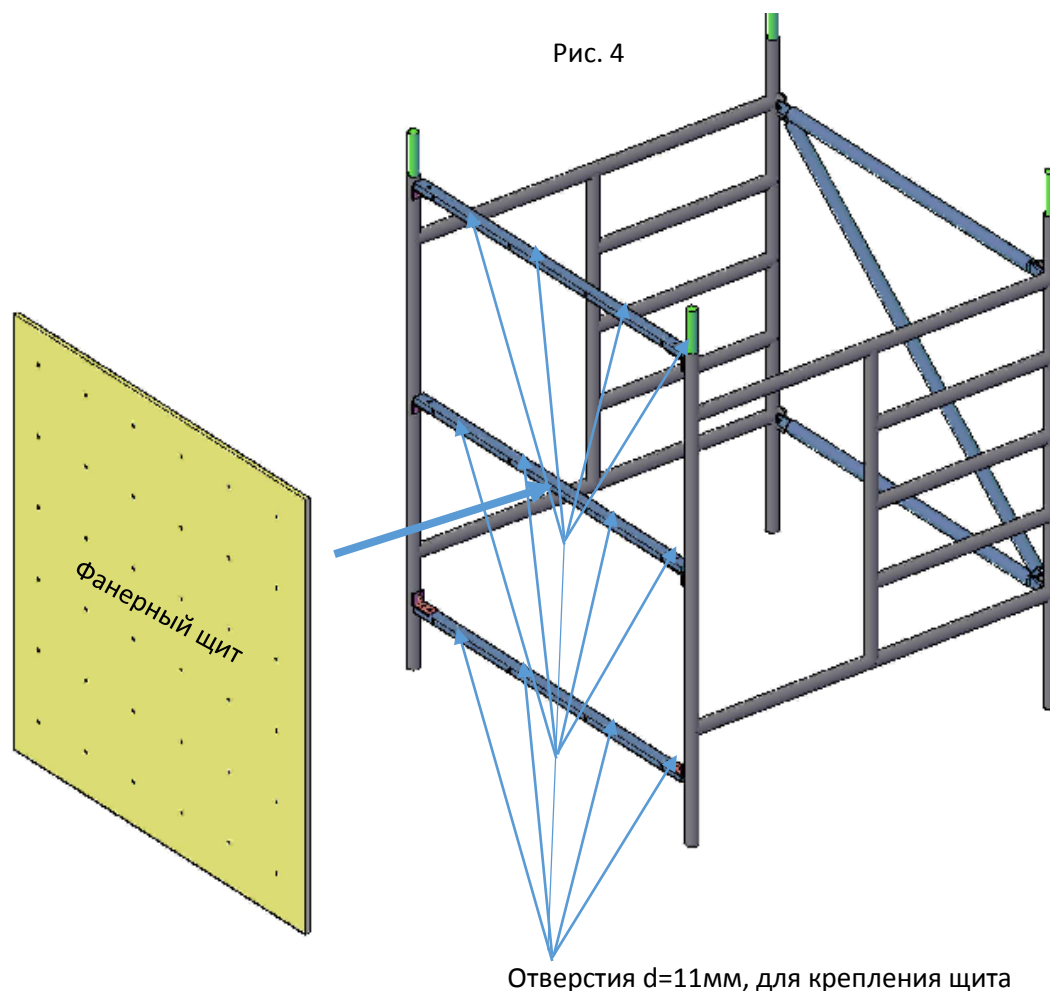 Рис. 4
Фанерный щит
Отверстия d=11мм, для крепления щита